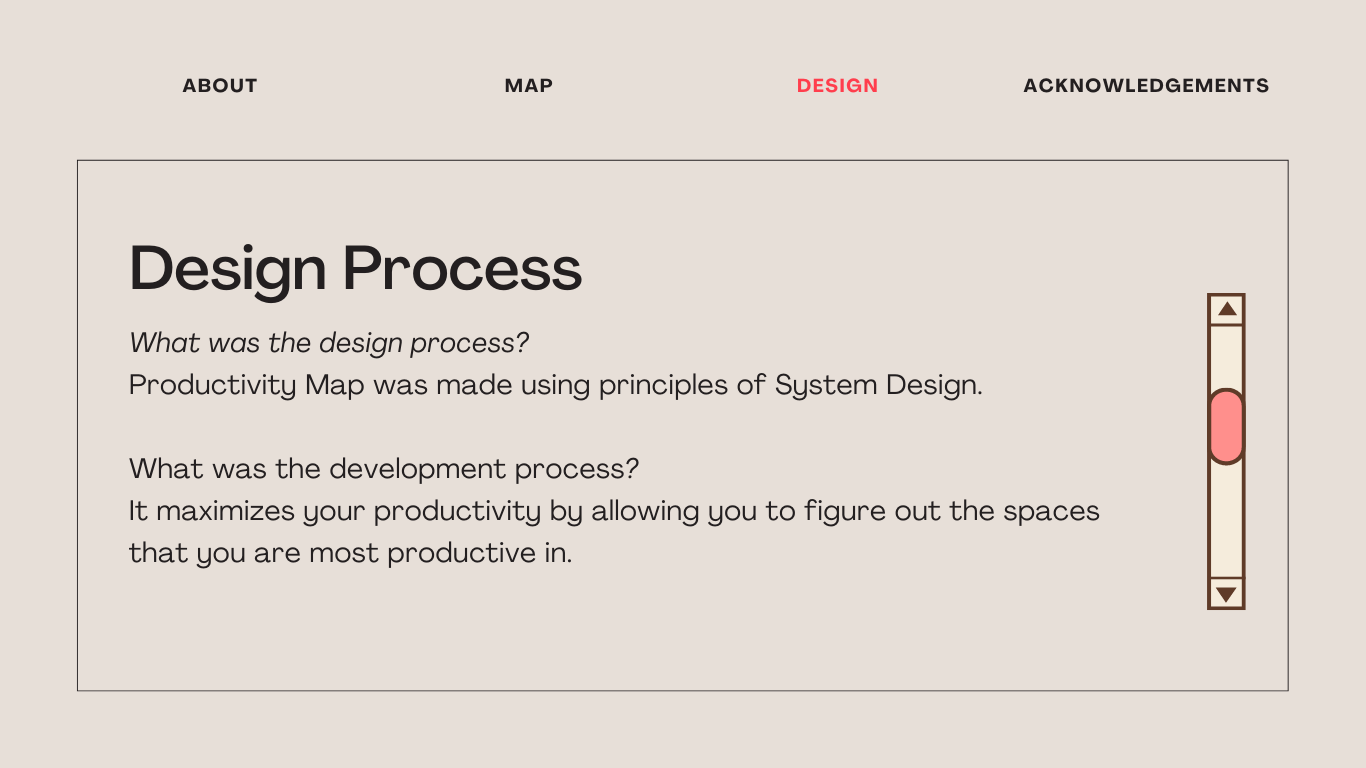 ABOUT
MAP
DESIGN
ACKNOWLEDGEMENTS
Design Process
What was the design process?
Productivity Map was made using principles of System Design.
What was the development process?
It maximizes your productivity by allowing you to figure out the spaces
that you are most productive in.